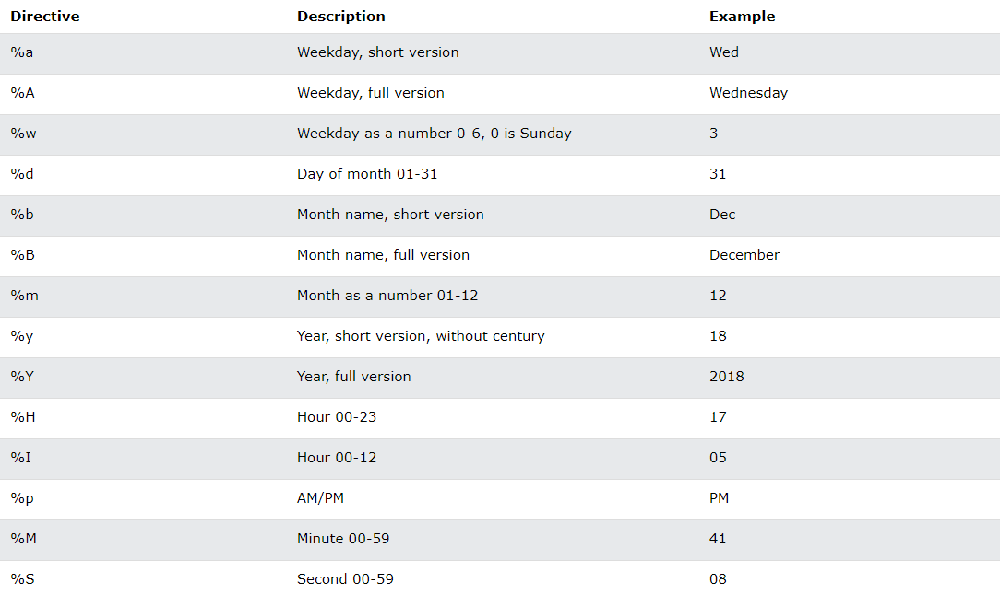 Directive Description Example
%a Weekday, short version Wed
%A Weekday, full version Wednesday
%w Weekday as a number 0-6, 0 is Sunday 3
%d Day of month 01-31 31
%b Month name, short version Dec
%B Month name, full version December
%m Month as a number 01-12 12
%y Year, short version, without century 18
%Y Year, full version 2018
%H Hour 00-23 17
%I Hour 00-12 05
%p AM/PM PM
%M Minute 00-59 41
%S Second 00-59 08